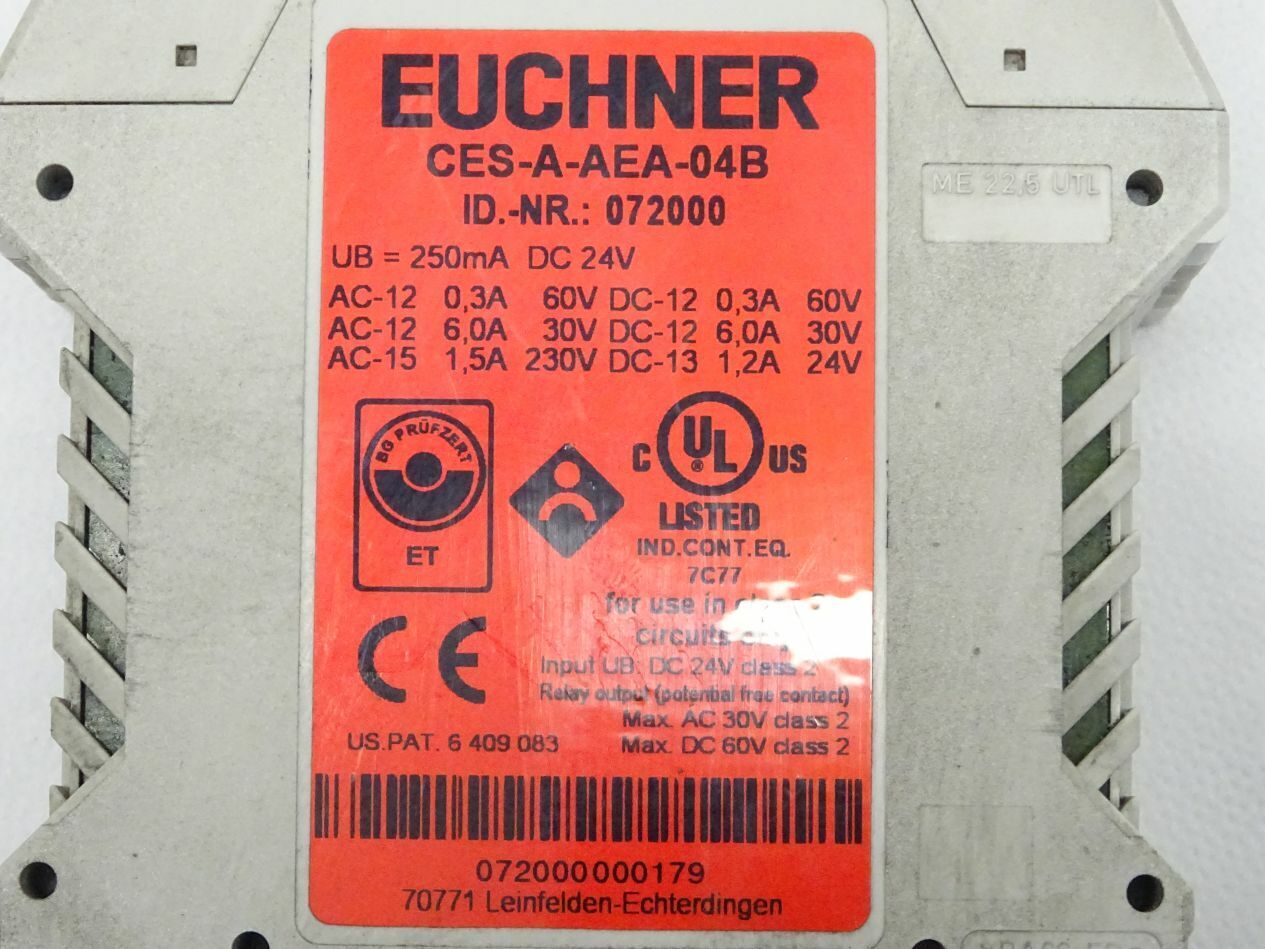 EUCHNER
CES-A-AEA-04B
ID.-NR.: 072000
ME 22,5 UTL
UB = 250mA DC 24V
AC-12 0,3A 60V DC-12 0,3A 60V
AC-12 6,0A 30V DC-12 6,0A 30V
AC-15 1,5A 230V DC-13 1,2A 24V
BG PRÜFZERT
ET
C UL® US
LISTED
IND.CONT.EQ.
7C77
for use in
circuits
CE
Input UB: DC 24V class 2
Relay output (potential free contact)
Max. AC 30V class 2
US.PAT. 6 409 083 Max. DC 60V class 2
072000000179
70771 Leinfelden-Echterdingen